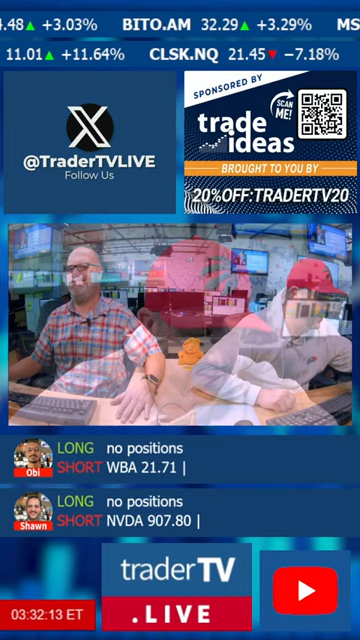 4.48▲ +3.03% BITO.AM 32.29▲ +3.29% MS
11.01▲ +11.64% CLSK.NQ 21.45▼ −7.18%
@TraderTVLIVE
Follow Us
SPONSORED BY
SCAN
ME!
trade
ideas
BROUGHT TO YOU BY
20%OFF:TRADERTV20
LONG no positions
SHORT WBA 21.71 |
Obi
LONG no positions
SHORT NVDA 907.80 |
Shawn
03:32:13 ET
traderTV
.LIVE